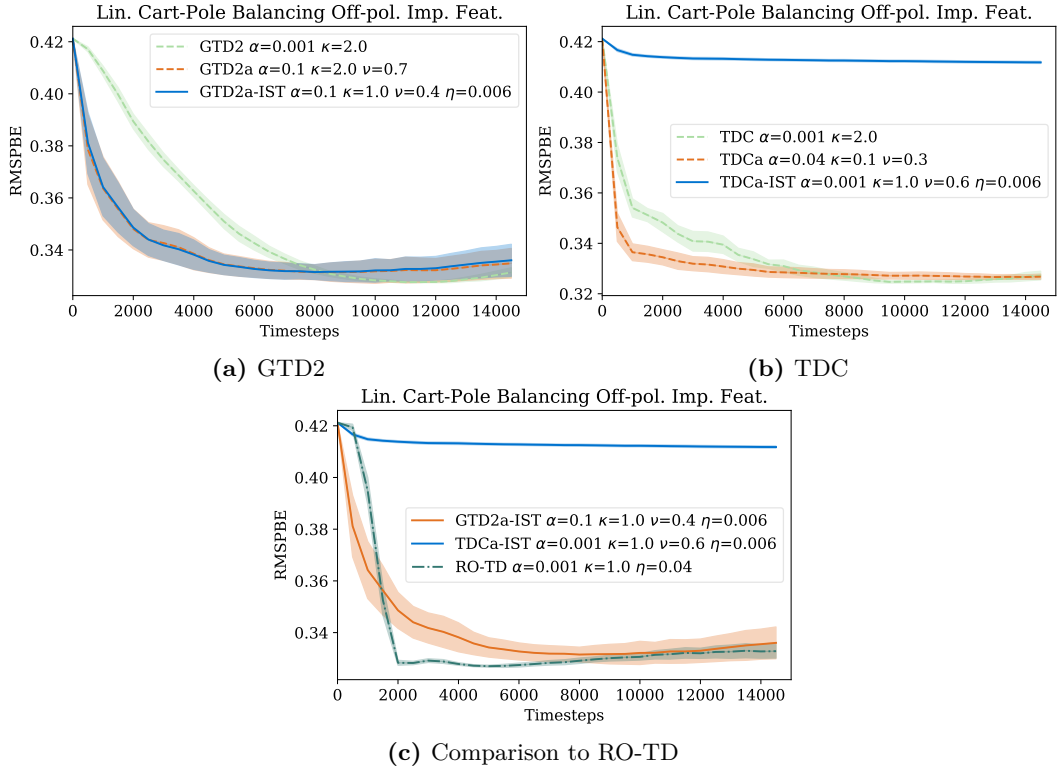 Lin. Cart-Pole Balancing Off-pol. Imp. Feat.
0.42
0.40
0.38
0.36
0.34
RMSPBE
GTD2 α=0.001 κ=2.0
GTD2a α=0.1 κ=2.0 ν=0.7
GTD2a-IST α=0.1 κ=1.0 ν=0.4 η=0.006
0 2000 4000 6000 8000 10000 12000 14000
Timesteps
(a) GTD2
Lin. Cart-Pole Balancing Off-pol. Imp. Feat.
0.42
0.40
0.38
0.36
0.34
0.32
RMSPBE
TDC α=0.001 κ=2.0
TDCa α=0.04 κ=0.1 ν=0.3
TDCa-IST α=0.001 κ=1.0 ν=0.6 η=0.006
0 2000 4000 6000 8000 10000 12000 14000
Timesteps
(b) TDC
Lin. Cart-Pole Balancing Off-pol. Imp. Feat.
0.42
0.40
0.38
0.36
0.34
RMSPBE
GTD2a-IST α=0.1 κ=1.0 ν=0.4 η=0.006
TDCa-IST α=0.001 κ=1.0 ν=0.6 η=0.006
RO-TD α=0.001 κ=1.0 η=0.04
0 2000 4000 6000 8000 10000 12000 14000
Timesteps
(c) Comparison to RO-TD